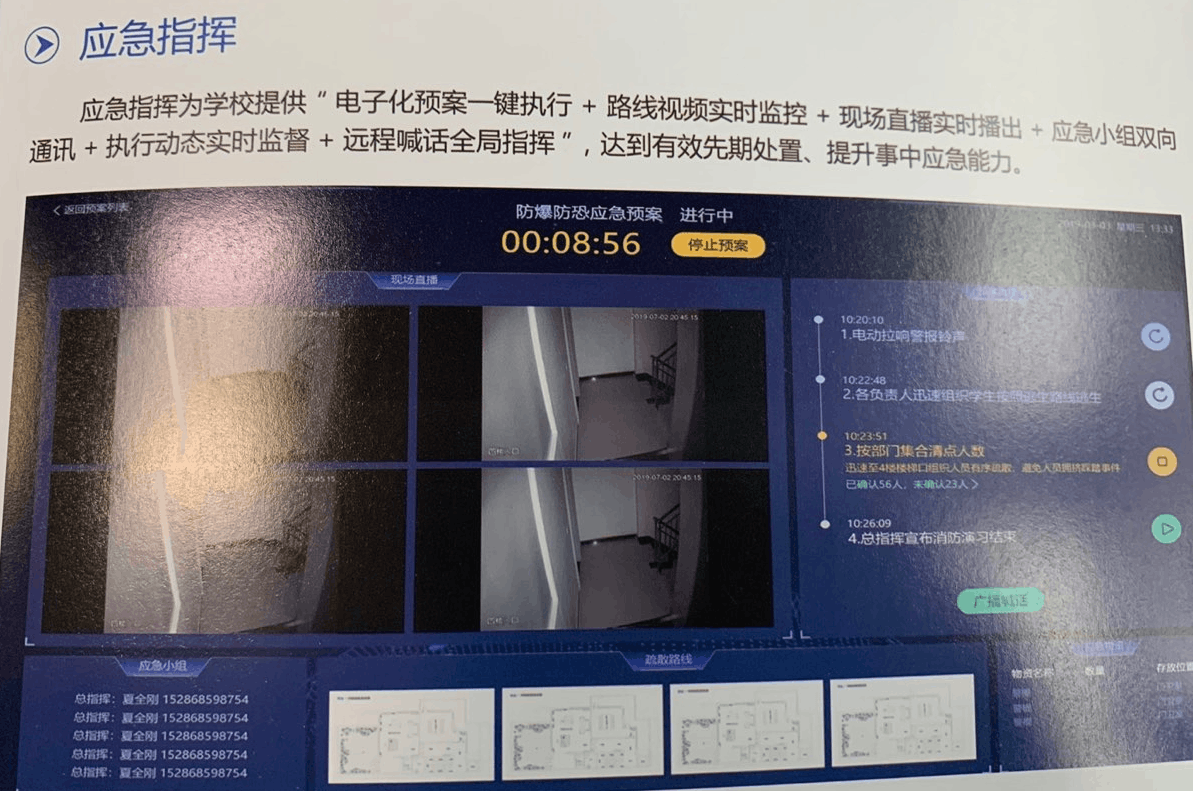 应急指挥
应急指挥为学校提供“电子化预案一键执行 + 路线视频实时监控 + 现场直播实时播出 + 应急小组双向
通讯 + 执行动态实时监督 + 远程喊话全局指挥”,达到有效先期处置、提升事中应急能力。
返回预案列表
防爆防恐应急预案 进行中
星期三 13:33
00:08:56
停止预案
现场直播
2019-07-02 20:45:15
2019-07-02 20:45:15
2019-07-02 20:45:15
10:20:10
1.电动拉响警报铃声
10:22:48
2.各负责人迅速组织学生按照逃生路线逃生
10:23:51
3.按部门集合清点人数
迅速至4楼楼梯口组织人员有序疏散，避免人员拥挤踩踏事件
已确认56人，未确认23人
10:26:09
4.总指挥宣布消防演习结束
广播喊话
应急小组
总指挥：夏全刚 152868598754
总指挥：夏全刚 152868598754
总指挥：夏全刚 152868598754
总指挥：夏全刚 152868598754
总指挥：夏全刚 152868598754
疏散路线
物资名称 数量 存放位置